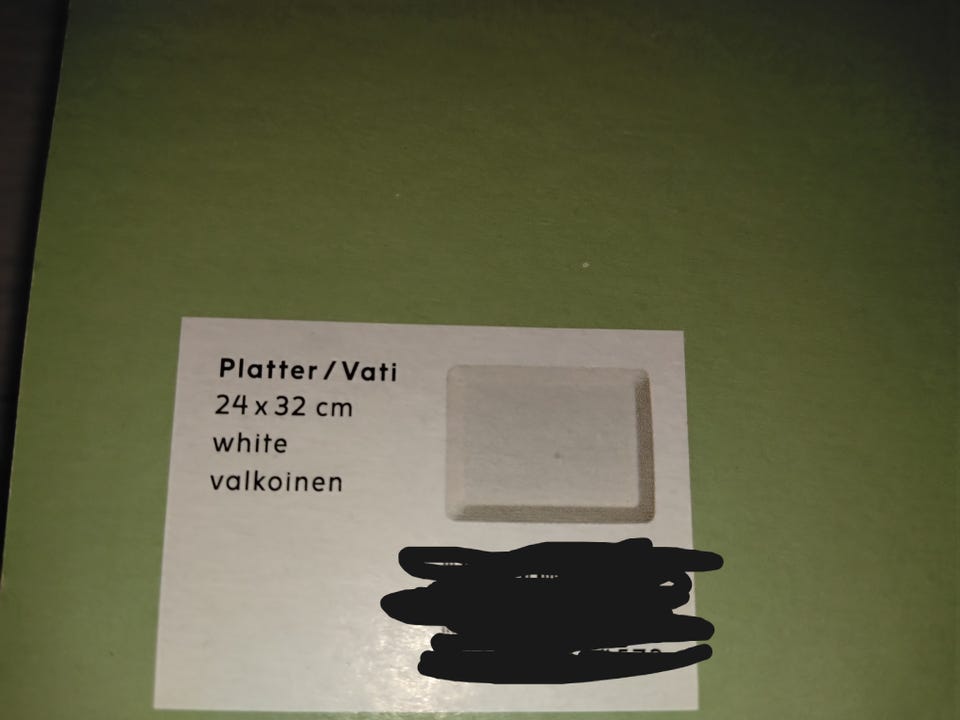 Platter / Vati
24 x 32 cm
white
valkoinen